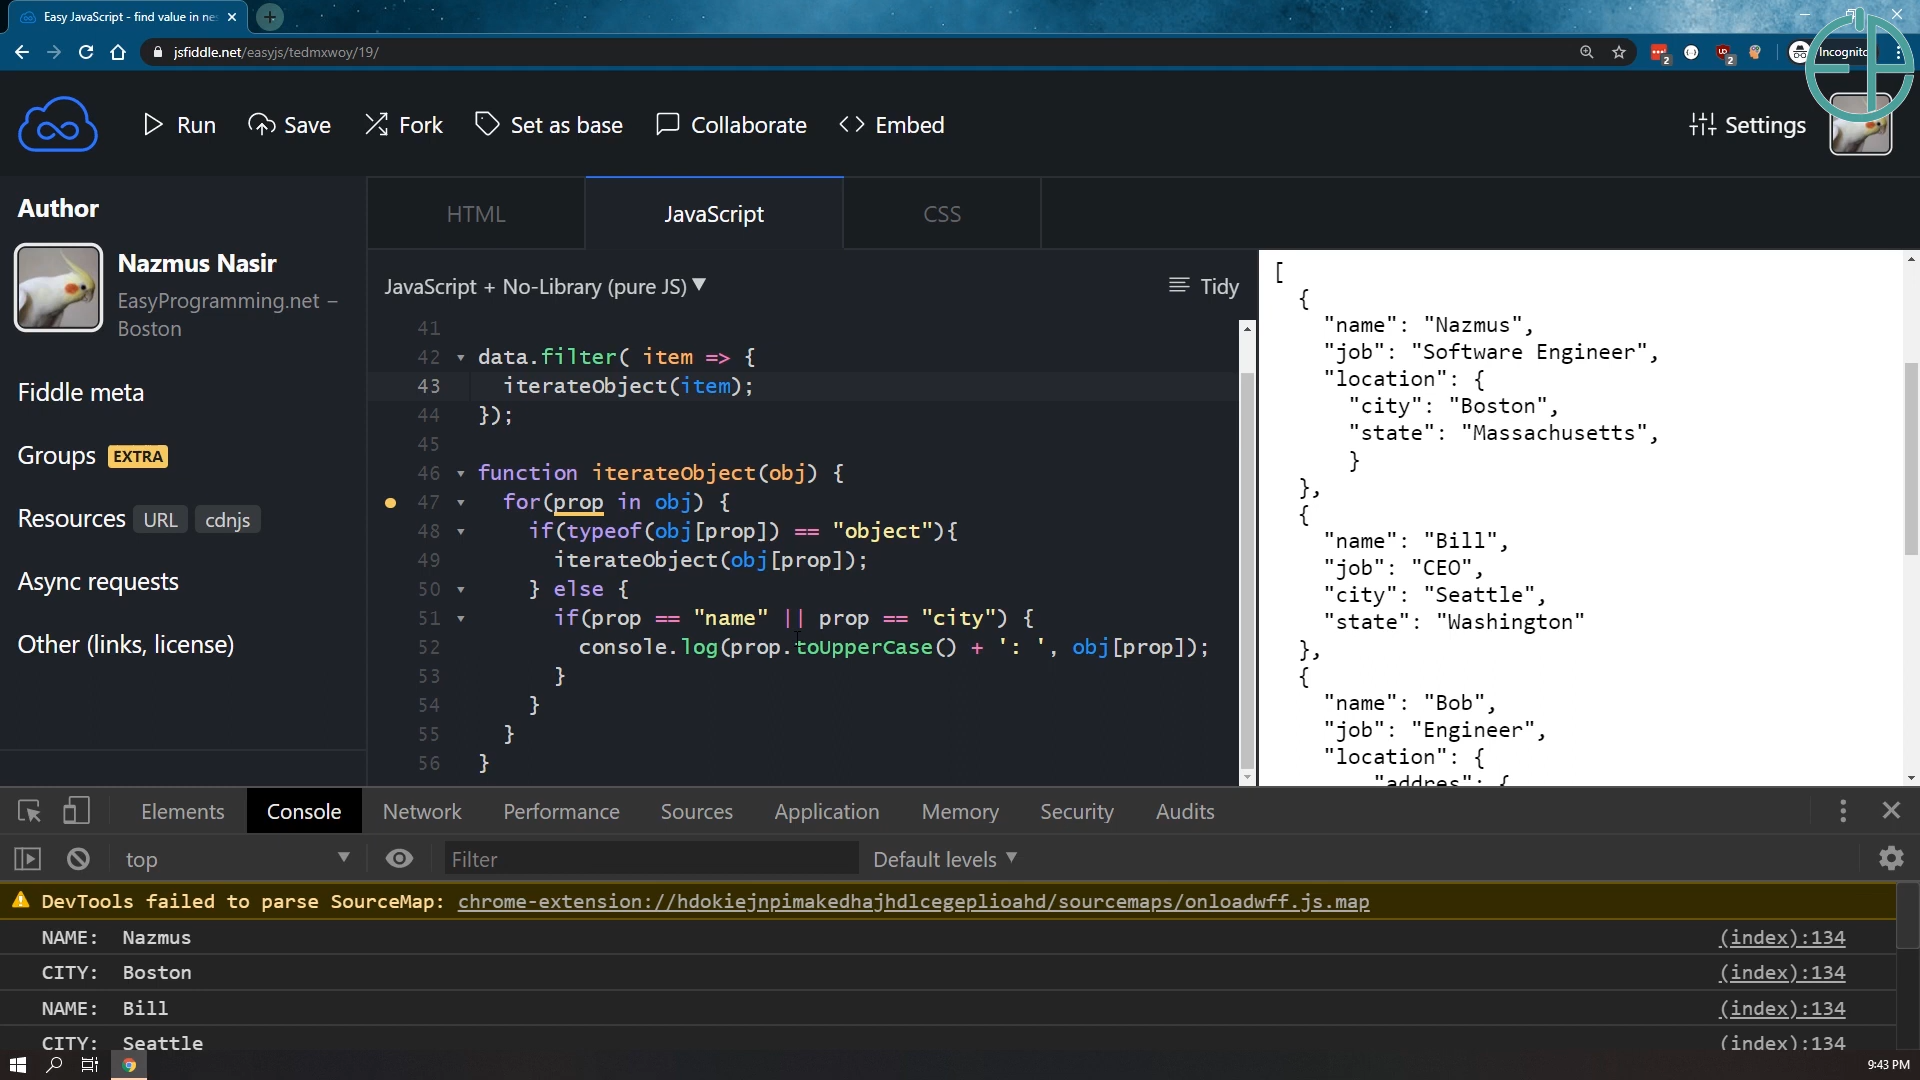 Easy JavaScript - find value in ne
jsfiddle.net/easyjs/tedmxwoy/19/
2
2
Incognito
Run
Save
Fork
Set as base
Collaborate
Embed
Settings
Author
Nazmus Nasir
EasyProgramming.net –
Boston
Fiddle meta
Groups EXTRA
Resources URL cdnjs
Async requests
Other (links, license)
HTML
JavaScript
CSS
JavaScript + No-Library (pure JS) ▼
Tidy
41
42 data.filter( item => {
43 iterateObject(item);
44 });
45
46 function iterateObject(obj) {
47 for(prop in obj) {
48 if(typeof(obj[prop]) == "object"){
49 iterateObject(obj[prop]);
50 } else {
51 if(prop == "name" || prop == "city") {
52 console.log(prop.toUpperCase() + ': ', obj[prop]);
53 }
54 }
55 }
56 }
[
{
"name": "Nazmus",
"job": "Software Engineer",
"location": {
"city": "Boston",
"state": "Massachusetts",
}
},
{
"name": "Bill",
"job": "CEO",
"city": "Seattle",
"state": "Washington"
},
{
"name": "Bob",
"job": "Engineer",
"location": {
"addres": {
Elements
Console
Network
Performance
Sources
Application
Memory
Security
Audits
top
Filter
Default levels ▼
DevTools failed to parse SourceMap: chrome-extension://hdokiejnpimakedhajhdlcegeplioahd/sourcemaps/onloadwff.js.map
NAME: Nazmus (index):134
CITY: Boston (index):134
NAME: Bill (index):134
CITY: Seattle (index):134
9:43 PM